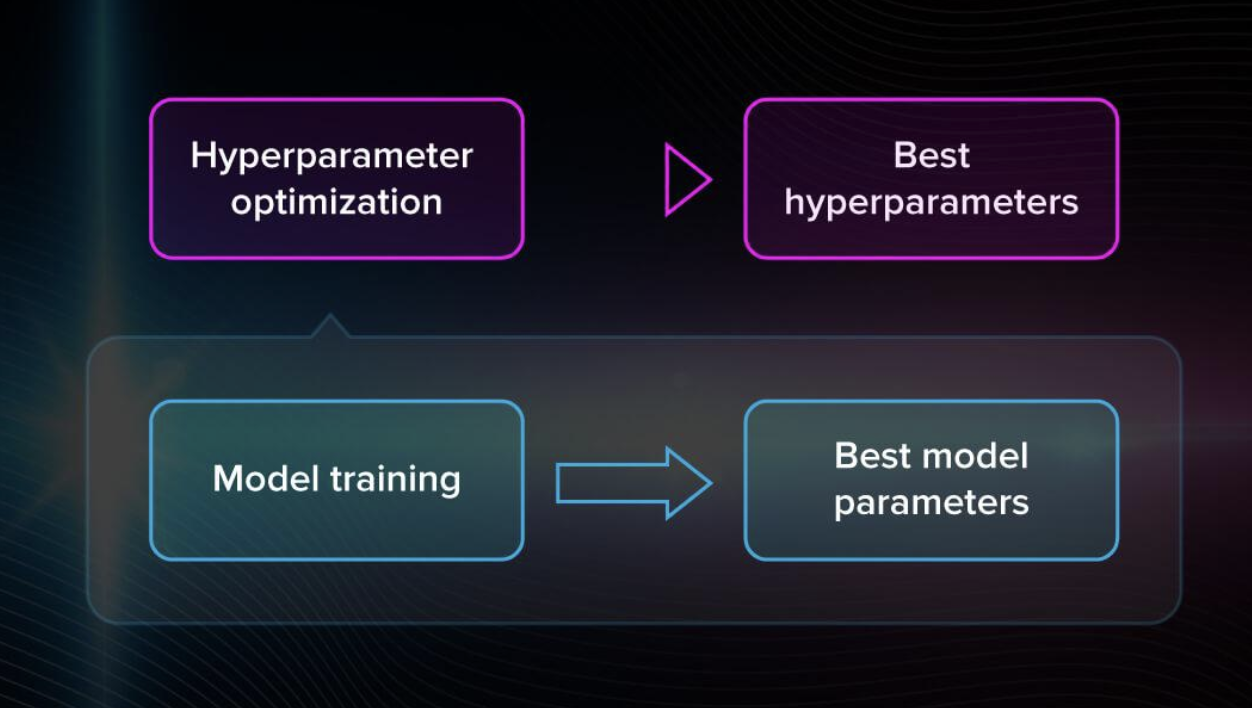 Hyperparameter
optimization
Best
hyperparameters
Model training
Best model
parameters